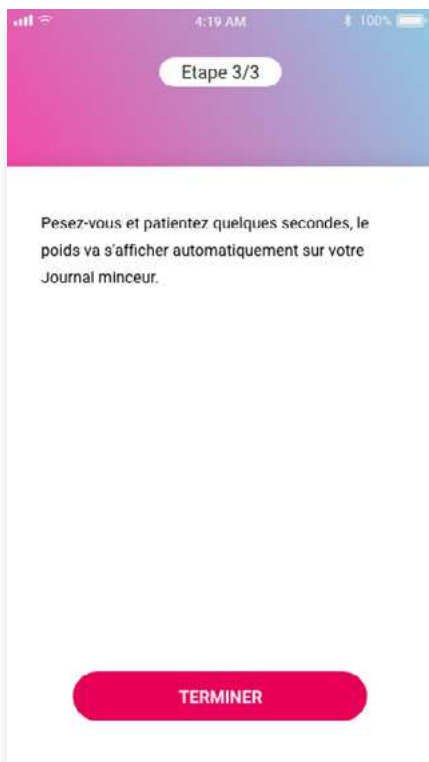 4:19 AM
100%
Etape 3/3
Pesez-vous et patientez quelques secondes, le
poids va s'afficher automatiquement sur votre
Journal minceur.
TERMINER